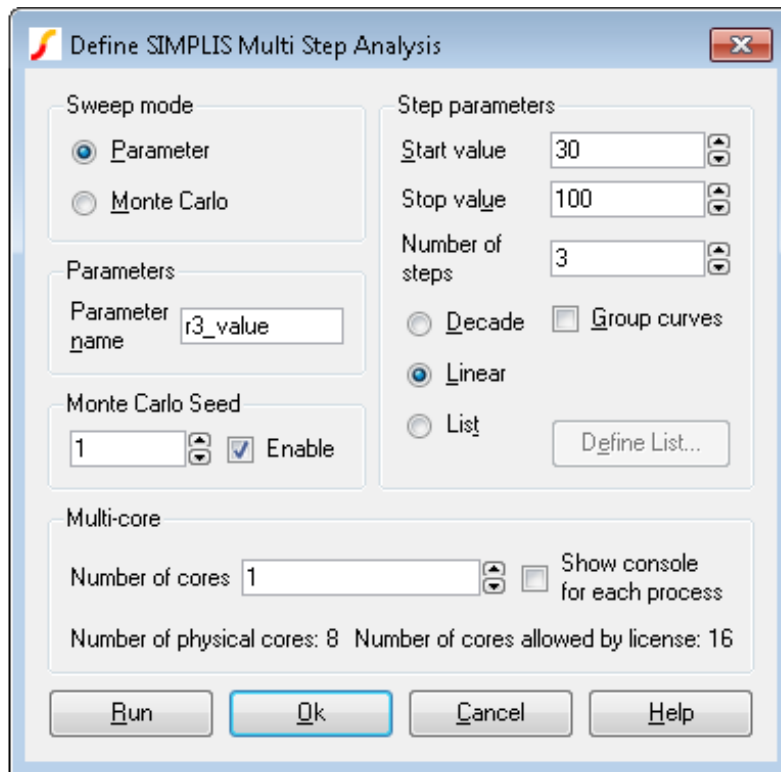 Define SIMPLIS Multi Step Analysis
Sweep mode
Parameter
Monte Carlo
Parameters
Parameter
name
r3_value
Monte Carlo Seed
1
Enable
Step parameters
Start value
30
Stop value
100
Number of
steps
3
Decade
Group curves
Linear
List
Define List...
Multi-core
Number of cores
1
Show console
for each process
Number of physical cores: 8
Number of cores allowed by license: 16
Run
Ok
Cancel
Help